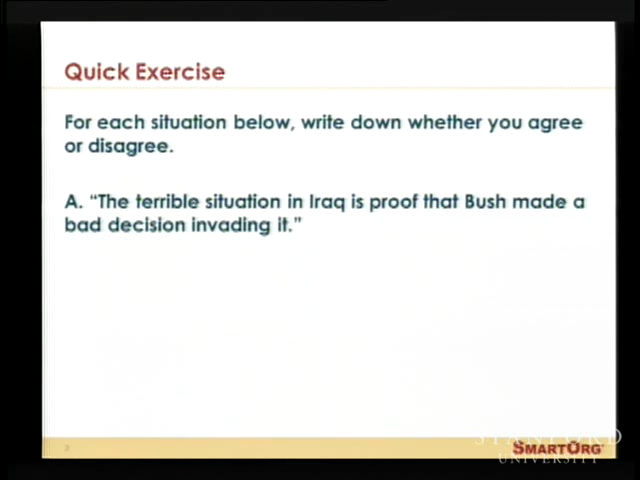 Quick Exercise
For each situation below, write down whether you agree
or disagree.
A. “The terrible situation in Iraq is proof that Bush made a
bad decision invading it.”
STANFORD
SMARTORG
UNIVERSITY